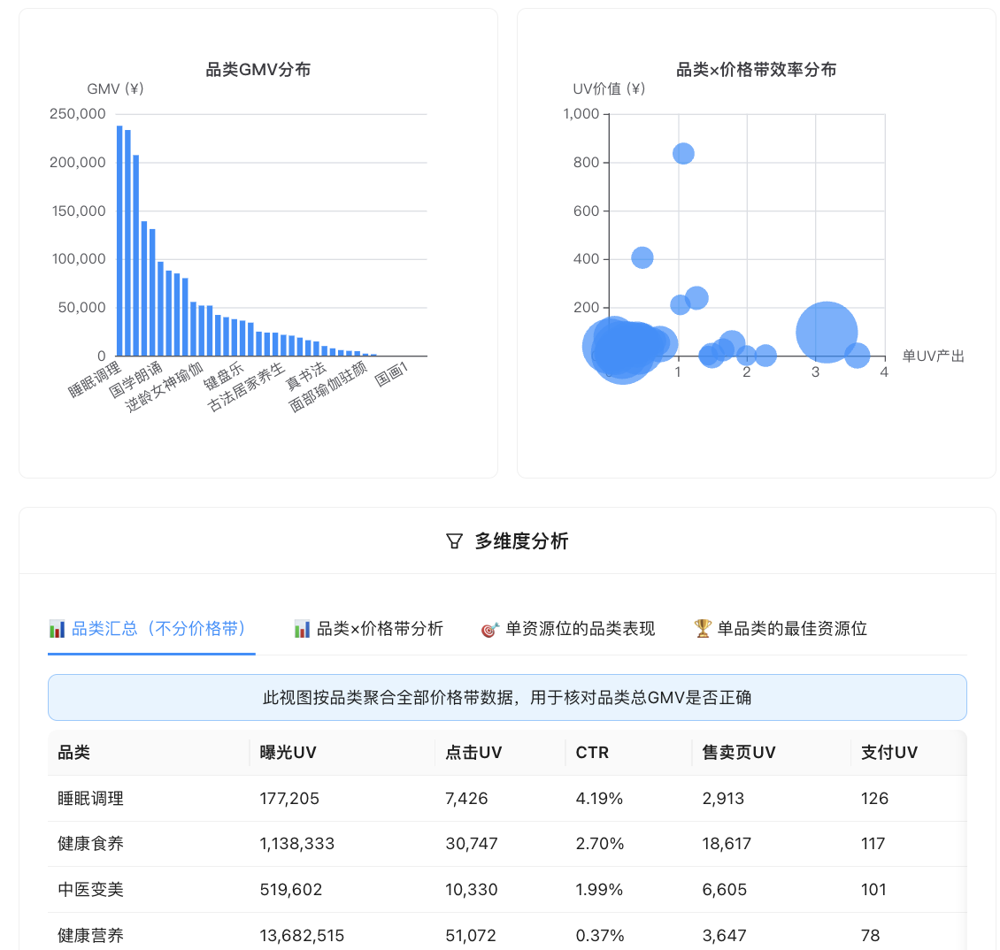 品类GMV分布
GMV (¥)
250,000
200,000
150,000
100,000
50,000
0
睡眠调理
国学朗诵
逆龄女神瑜伽
键盘乐
古法居家养生
真书法
面部瑜伽驻颜
国画1
品类×价格带效率分布
UV价值 (¥)
1,000
800
600
400
200
0
1
2
3
4
单UV产出
多维度分析
品类汇总（不分价格带）
品类×价格带分析
单资源位的品类表现
单品类的最佳资源位
此视图按品类聚合全部价格带数据，用于核对品类总GMV是否正确
品类 曝光UV 点击UV CTR 售卖页UV 支付UV
睡眠调理 177,205 7,426 4.19% 2,913 126
健康食养 1,138,333 30,747 2.70% 18,617 117
中医变美 519,602 10,330 1.99% 6,605 101
健康营养 13,682,515 51,072 0.37% 3,647 78